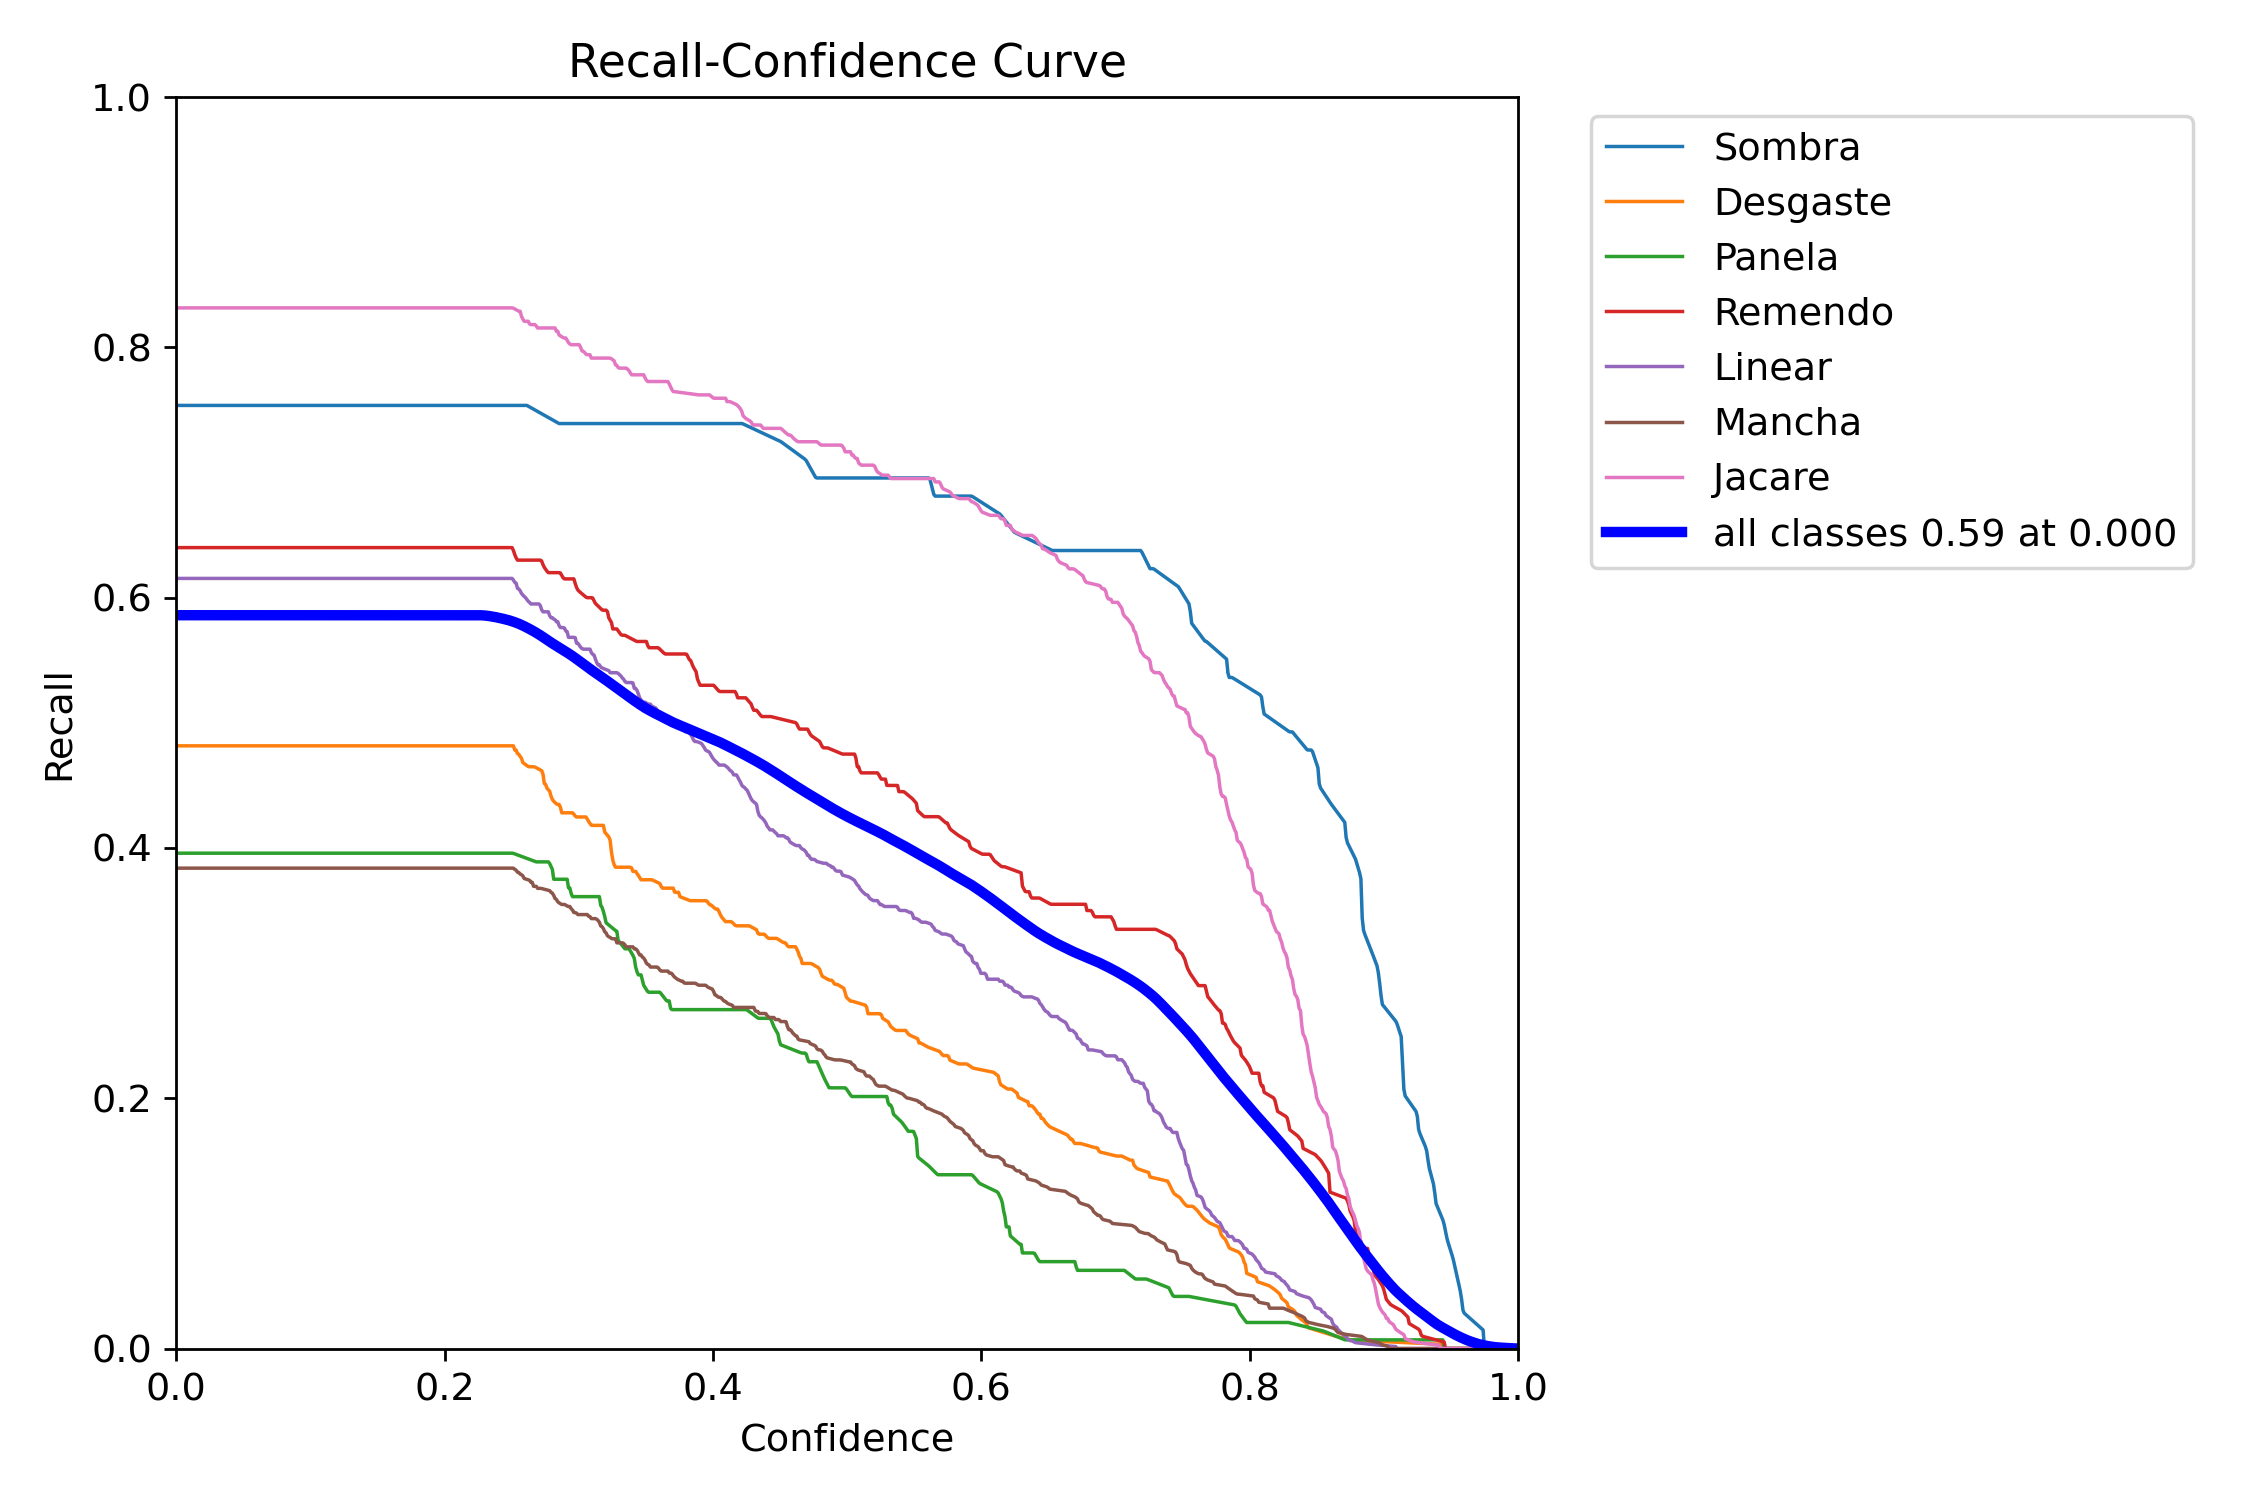 Recall-Confidence Curve
1.0
0.8
0.6
0.4
0.2
0.0
Recall
0.0 0.2 0.4 0.6 0.8 1.0
Confidence
Sombra
Desgaste
Panela
Remendo
Linear
Mancha
Jacare
all classes 0.59 at 0.000